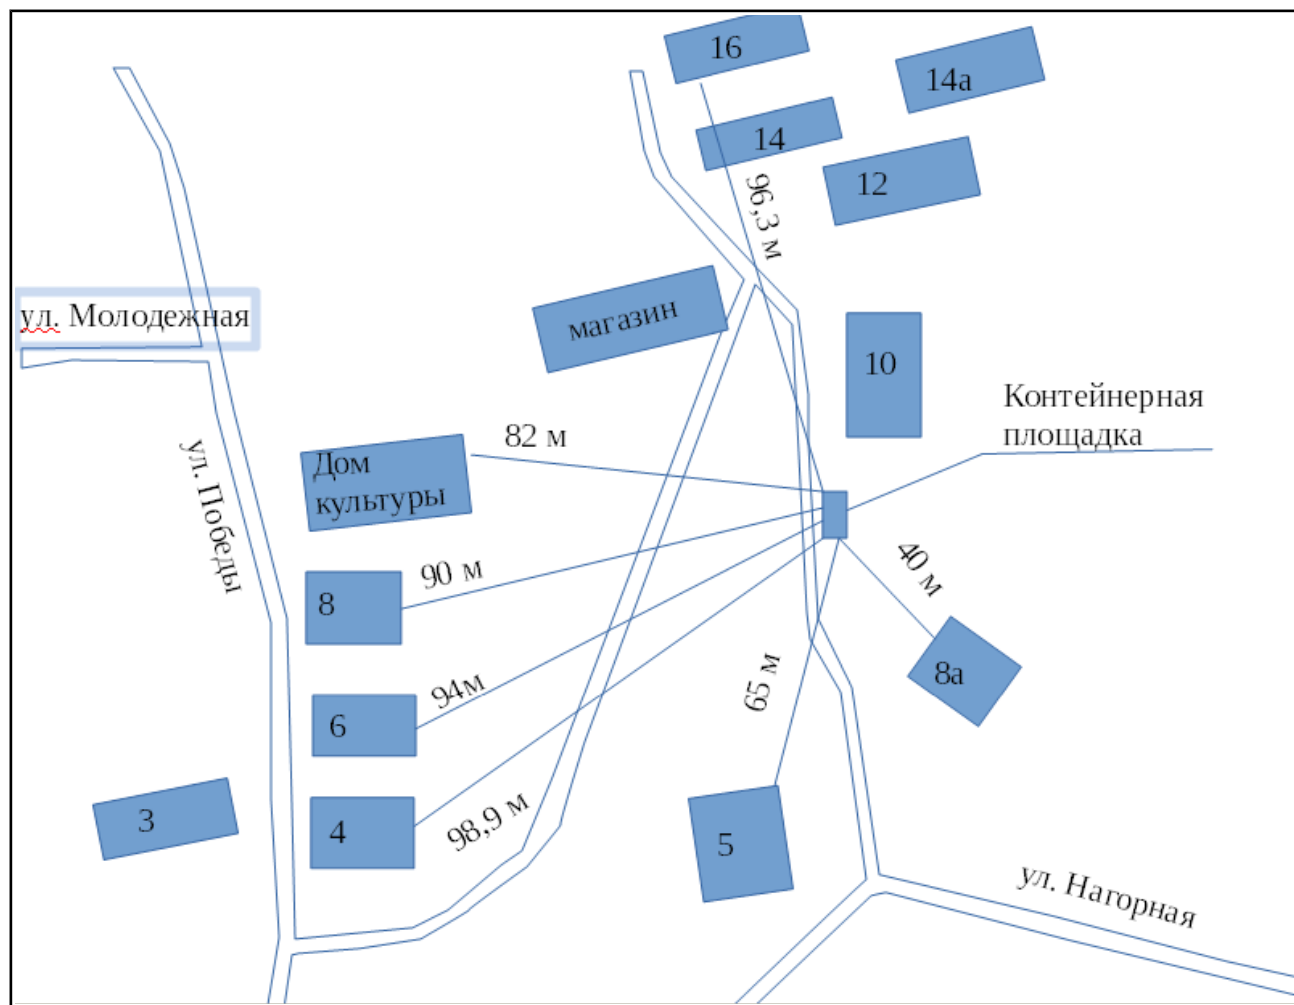 16
14а
14
12
96,3 м
ул. Молодежная
магазин
10
Контейнерная
площадка
82 м
Дом
культуры
ул. Победы
90 м
40 м
8
94м
65 м
8а
6
98,9 м
3
4
5
ул. Нагорная